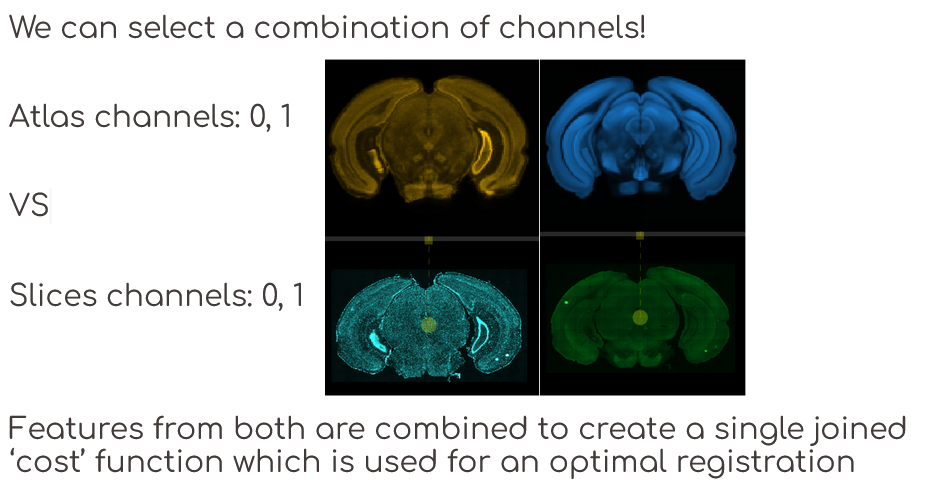 We can select a combination of channels!
Atlas channels: 0, 1
VS
Slices channels: 0, 1
Features from both are combined to create a single joined
‘cost’ function which is used for an optimal registration